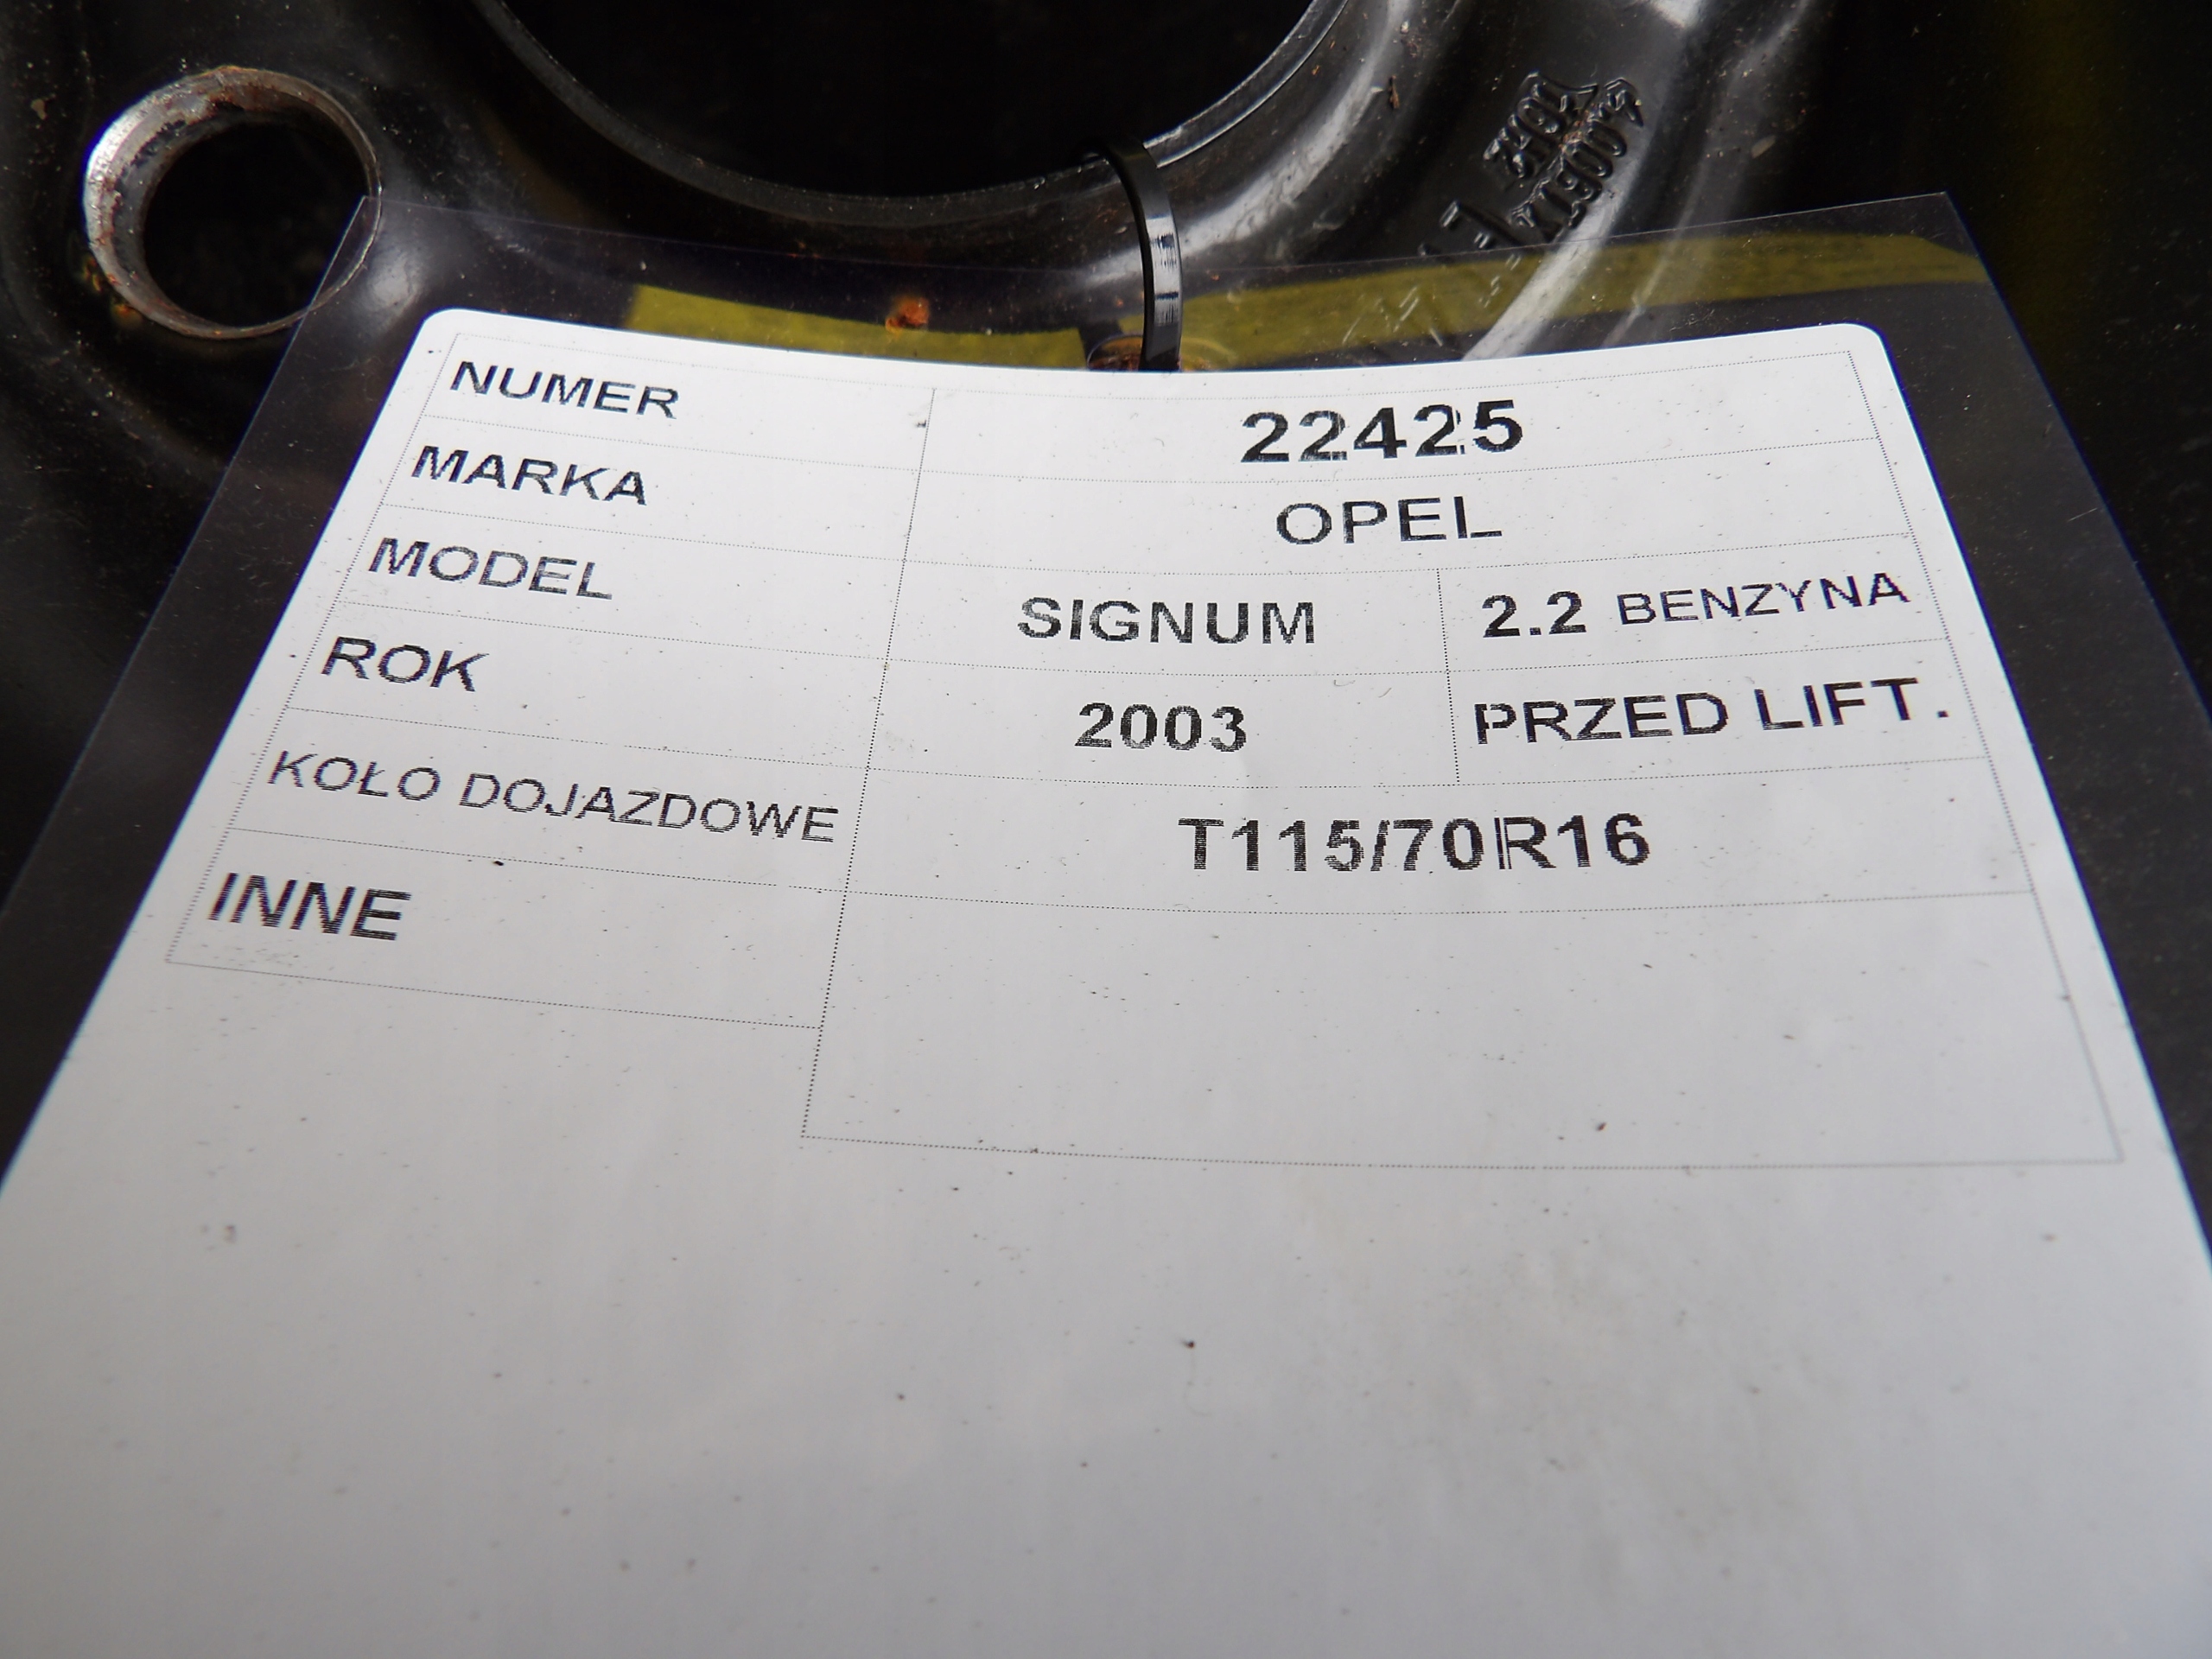 NUMER 22425
MARKA OPEL
MODEL SIGNUM 2.2 BENZYNA
ROK 2003 PRZED LIFT.
KOŁO DOJAZDOWE T115/70R16
INNE